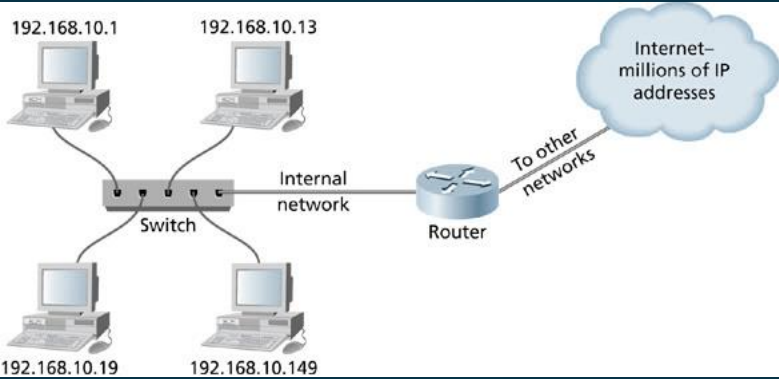 192.168.10.1
192.168.10.13
Internet–
millions of IP
addresses
To other
networks
Internal
network
Switch
Router
192.168.10.19
192.168.10.149